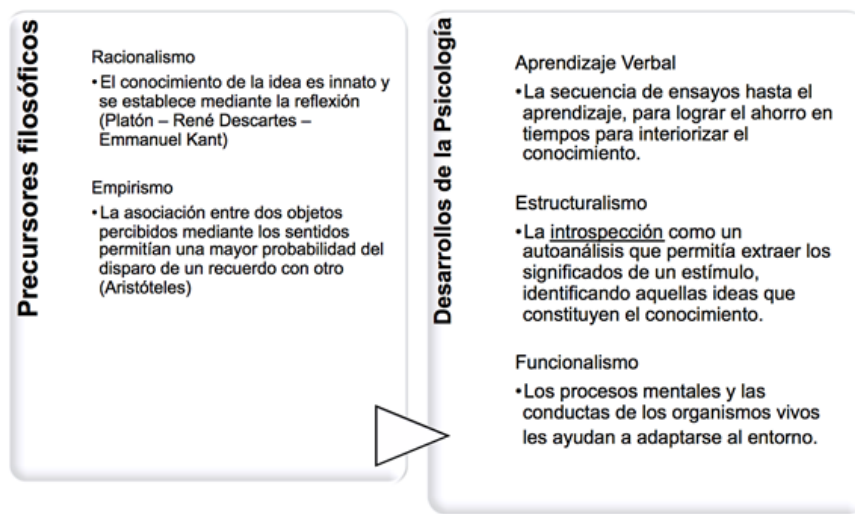 Precursores filosóficos
Racionalismo
•El conocimiento de la idea es innato y
se establece mediante la reflexión
(Platón – René Descartes –
Emmanuel Kant)
Empirismo
•La asociación entre dos objetos
percibidos mediante los sentidos
permitían una mayor probabilidad del
disparo de un recuerdo con otro
(Aristóteles)
Desarrollos de la Psicología
Aprendizaje Verbal
•La secuencia de ensayos hasta el
aprendizaje, para lograr el ahorro en
tiempos para interiorizar el
conocimiento.
Estructuralismo
•La introspección como un
autoanálisis que permitía extraer los
significados de un estímulo,
identificando aquellas ideas que
constituyen el conocimiento.
Funcionalismo
•Los procesos mentales y las
conductas de los organismos vivos
les ayudan a adaptarse al entorno.